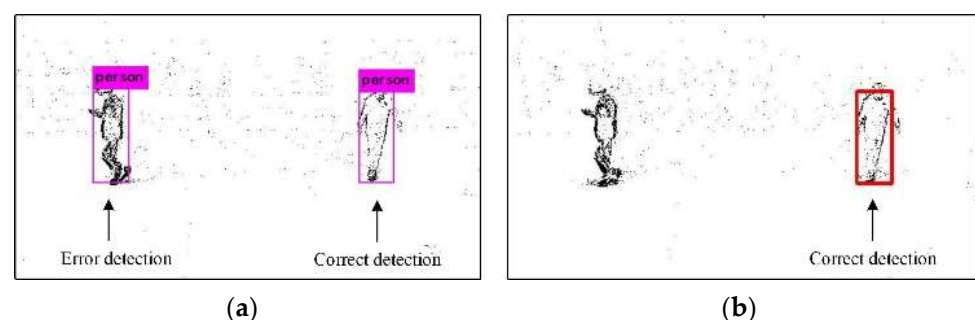 person
person
Error detection
Correct detection
Correct detection
(a)
(b)